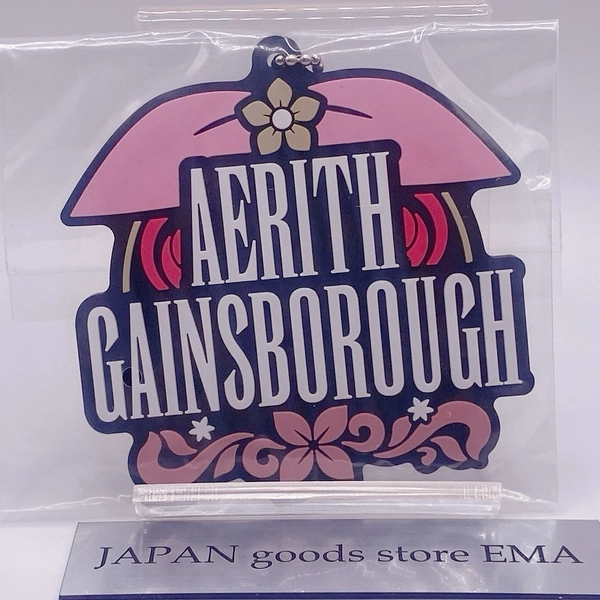 AERITH
GAINSBOROUGH
JAPAN goods store EMA